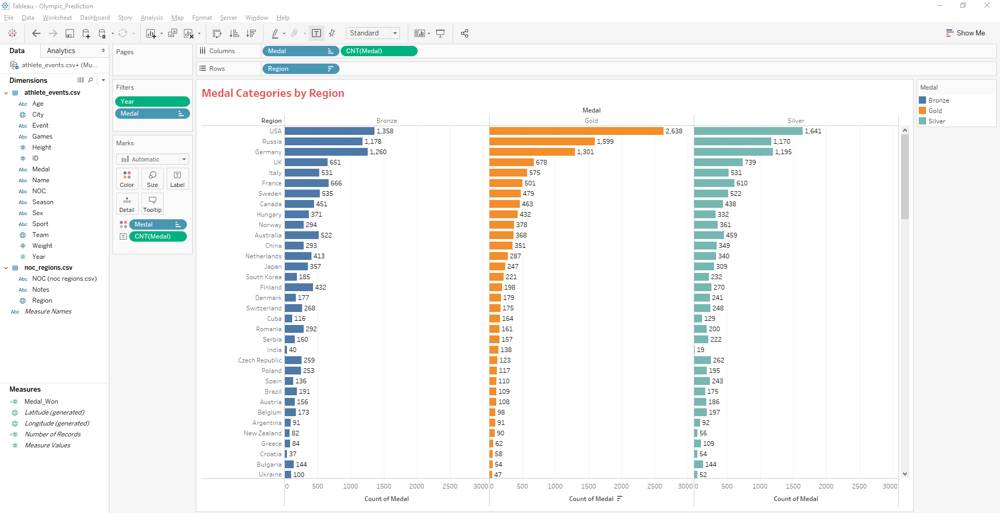 Tableau - Olympic_Prediction
File Data Worksheet Dashboard Story Analysis Map Format Server Window Help
Standard
Show Me
Data Analytics
athlete_events.csv+ (Mu...
Dimensions
athlete_events.csv
Abc Age
City
Abc Event
Abc Games
# Height
# ID
Abc Medal
Abc Name
Abc NOC
Abc Season
Abc Sex
Abc Sport
Team
# Weight
# Year
noc_regions.csv
Abc NOC (noc regions.csv)
Abc Notes
Region
Abc Measure Names
Measures
=# Medal_Won
Latitude (generated)
Longitude (generated)
=# Number of Records
# Measure Values
Pages
Filters
Year
Medal
Marks
Automatic
Color Size Label
Detail Tooltip
Medal
CNT(Medal)
Columns Medal CNT(Medal)
Rows Region
Medal Categories by Region
Medal
Region Bronze Gold Silver
USA 1,358 2,638 1,641
Russia 1,178 1,599 1,170
Germany 1,260 1,301 1,195
UK 651 678 739
Italy 531 575 531
France 666 501 610
Sweden 535 479 522
Canada 451 463 438
Hungary 371 432 332
Norway 294 378 361
Australia 522 368 459
China 293 351 349
Netherlands 413 287 340
Japan 357 247 309
South Korea 185 221 232
Finland 432 198 270
Denmark 177 179 241
Switzerland 268 175 248
Cuba 116 164 129
Romania 292 161 200
Serbia 160 157 222
India 40 138 19
Czech Republic 259 123 262
Poland 253 117 195
Spain 136 110 243
Brazil 191 109 175
Austria 156 108 186
Belgium 173 98 197
Argentina 91 91 92
New Zealand 82 90 56
Greece 84 62 109
Croatia 37 58 54
Bulgaria 144 54 144
Ukraine 100 47 52
0 500 1000 1500 2000 2500 3000 0 500 1000 1500 2000 2500 3000 0 500 1000 1500 2000 2500 3000
Count of Medal Count of Medal Count of Medal
Medal
Bronze
Gold
Silver